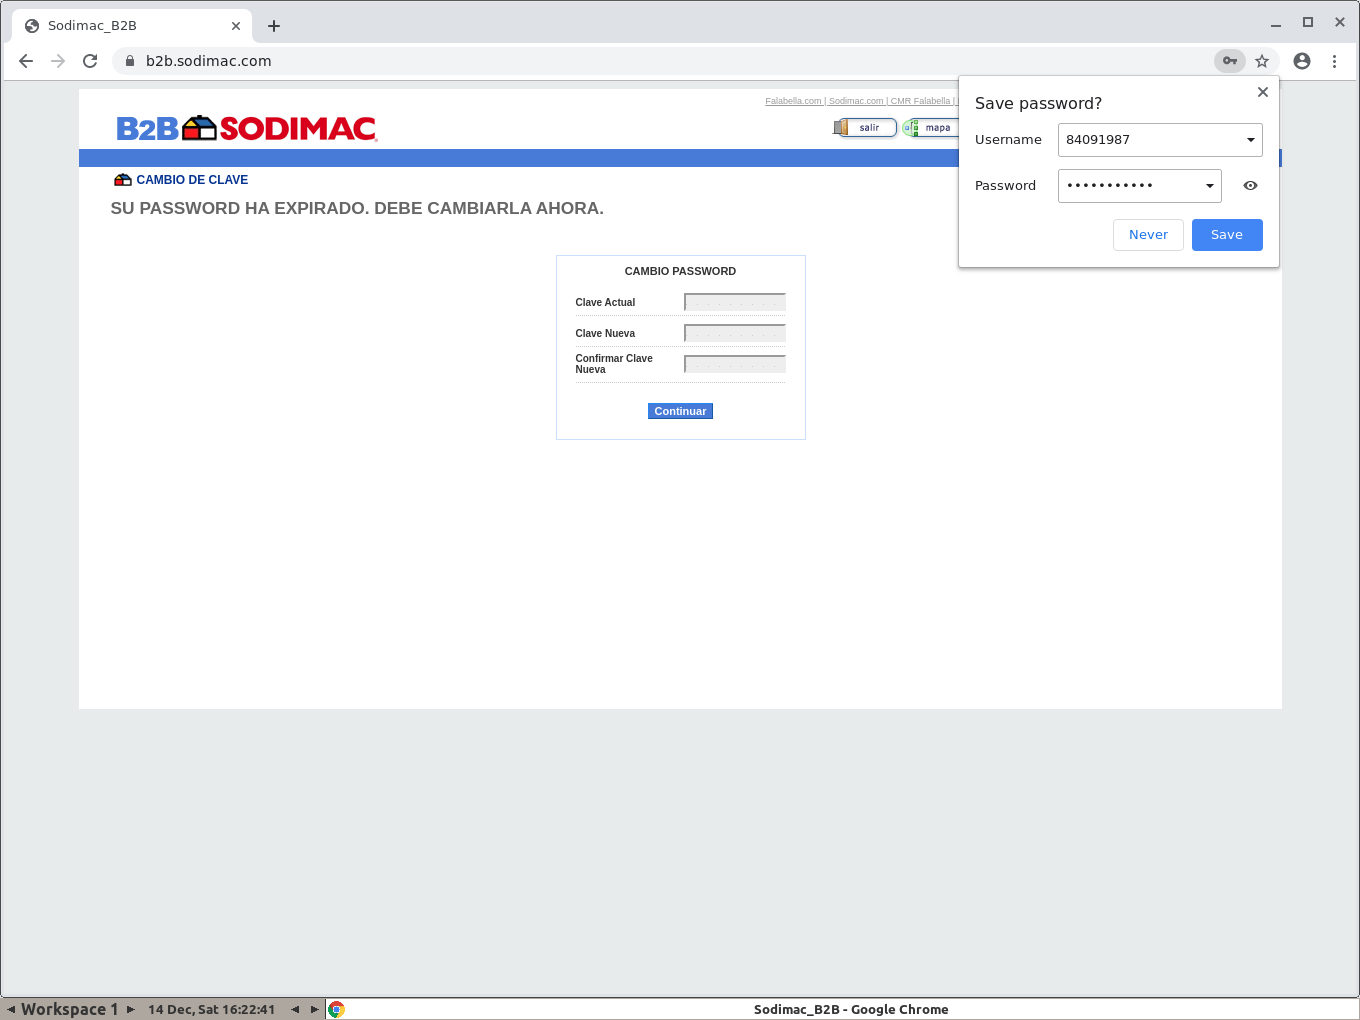 Sodimac_B2B
b2b.sodimac.com
Falabella.com | Sodimac.com | CMR Falabella |
B2B SODIMAC
salir
mapa
CAMBIO DE CLAVE
SU PASSWORD HA EXPIRADO. DEBE CAMBIARLA AHORA.
Save password?
Username
84091987
Password
•••••••••••
Never
Save
CAMBIO PASSWORD
Clave Actual
Clave Nueva
Confirmar Clave
Nueva
Continuar
Workspace 1
14 Dec, Sat 16:22:41
Sodimac_B2B - Google Chrome